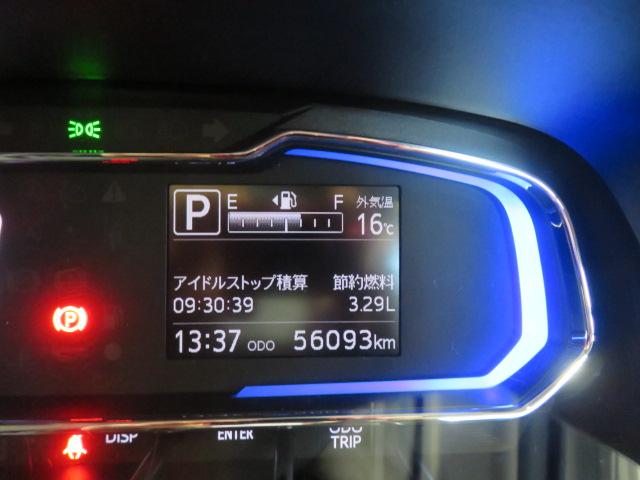 P E F 外気温
16℃
アイドルストップ積算 節約燃料
09:30:39 3.29L
13:37 ODO 56093km
P
DISP ENTER ODO
TRIP